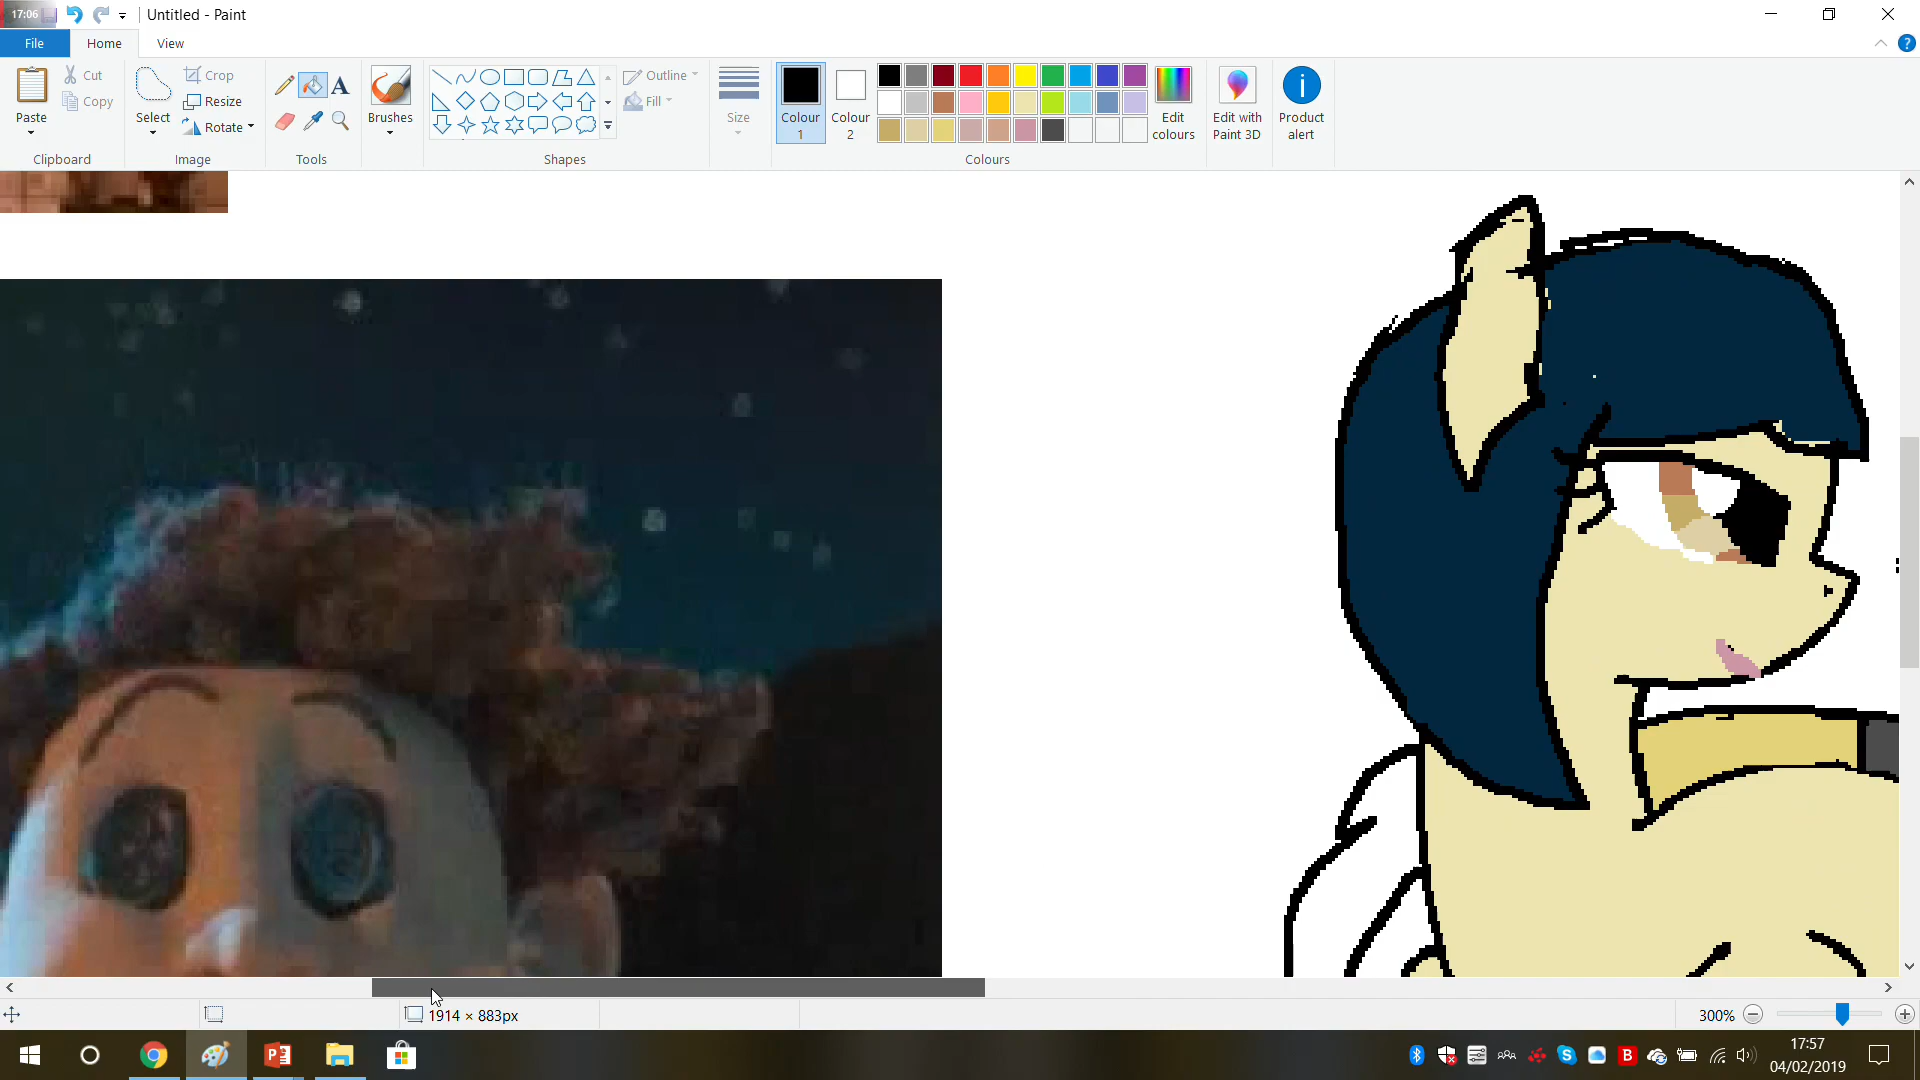 17:06
Untitled - Paint
File
Home
View
Paste
Cut
Copy
Clipboard
Select
Crop
Resize
Rotate
Image
A
Tools
Brushes
Outline
Fill
Shapes
Size
Colour 1
Colour 2
Edit colours
Edit with Paint 3D
Product alert
Colours
1914 × 883px
300%
17:57
04/02/2019